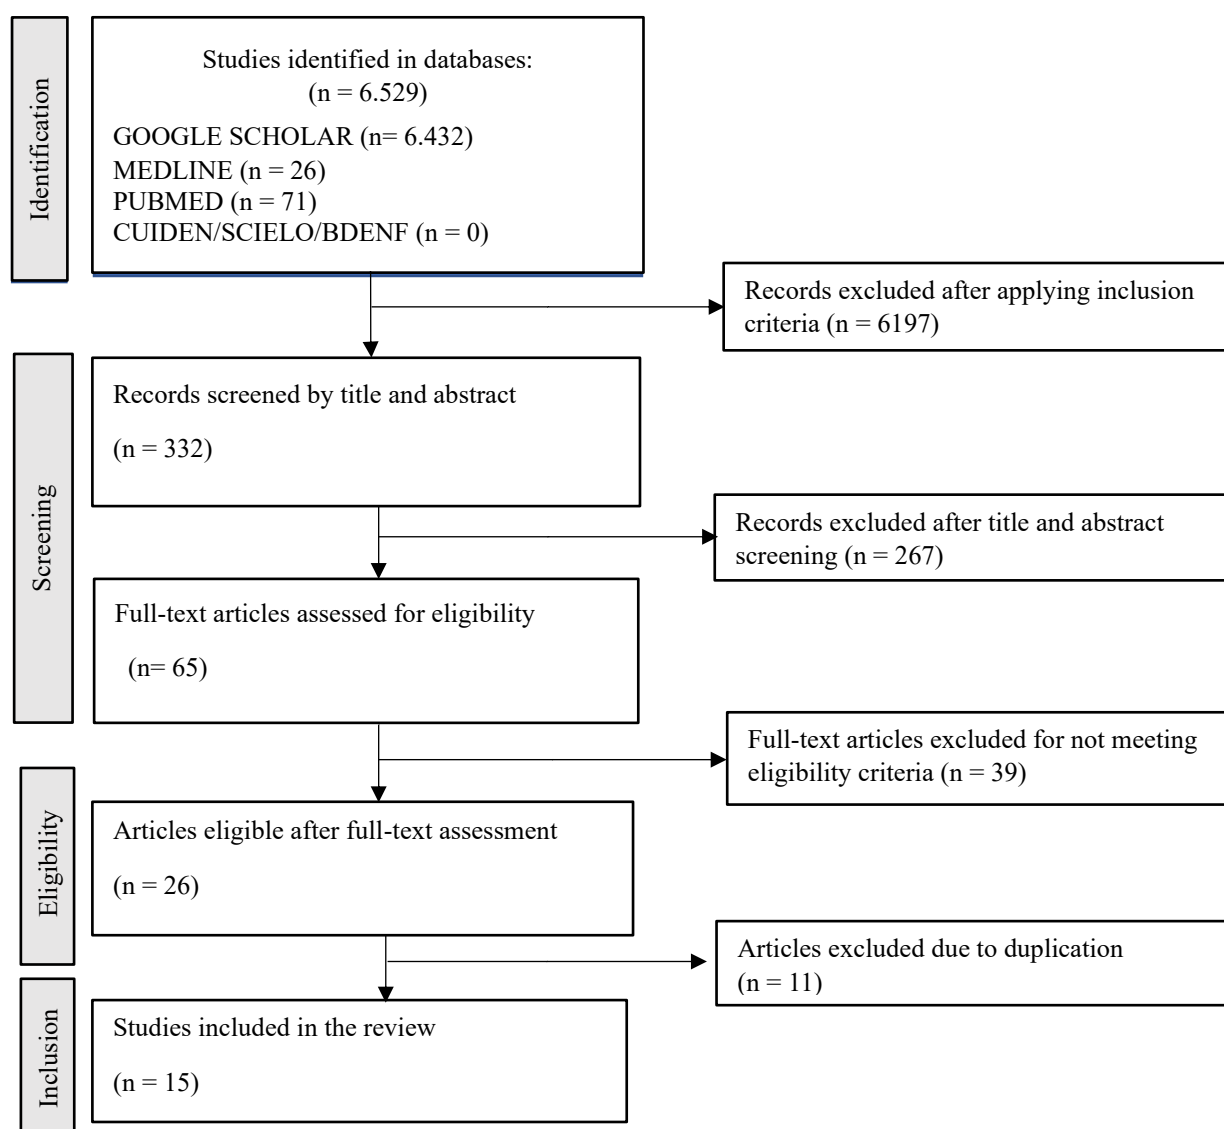 Identification
Studies identified in databases:
(n = 6.529)
GOOGLE SCHOLAR (n= 6.432)
MEDLINE (n = 26)
PUBMED (n = 71)
CUIDEN/SCIELO/BDENF (n = 0)
Records excluded after applying inclusion
criteria (n = 6197)
Screening
Records screened by title and abstract
(n = 332)
Records excluded after title and abstract
screening (n = 267)
Full-text articles assessed for eligibility
(n= 65)
Full-text articles excluded for not meeting
eligibility criteria (n = 39)
Eligibility
Articles eligible after full-text assessment
(n = 26)
Articles excluded due to duplication
(n = 11)
Inclusion
Studies included in the review
(n = 15)